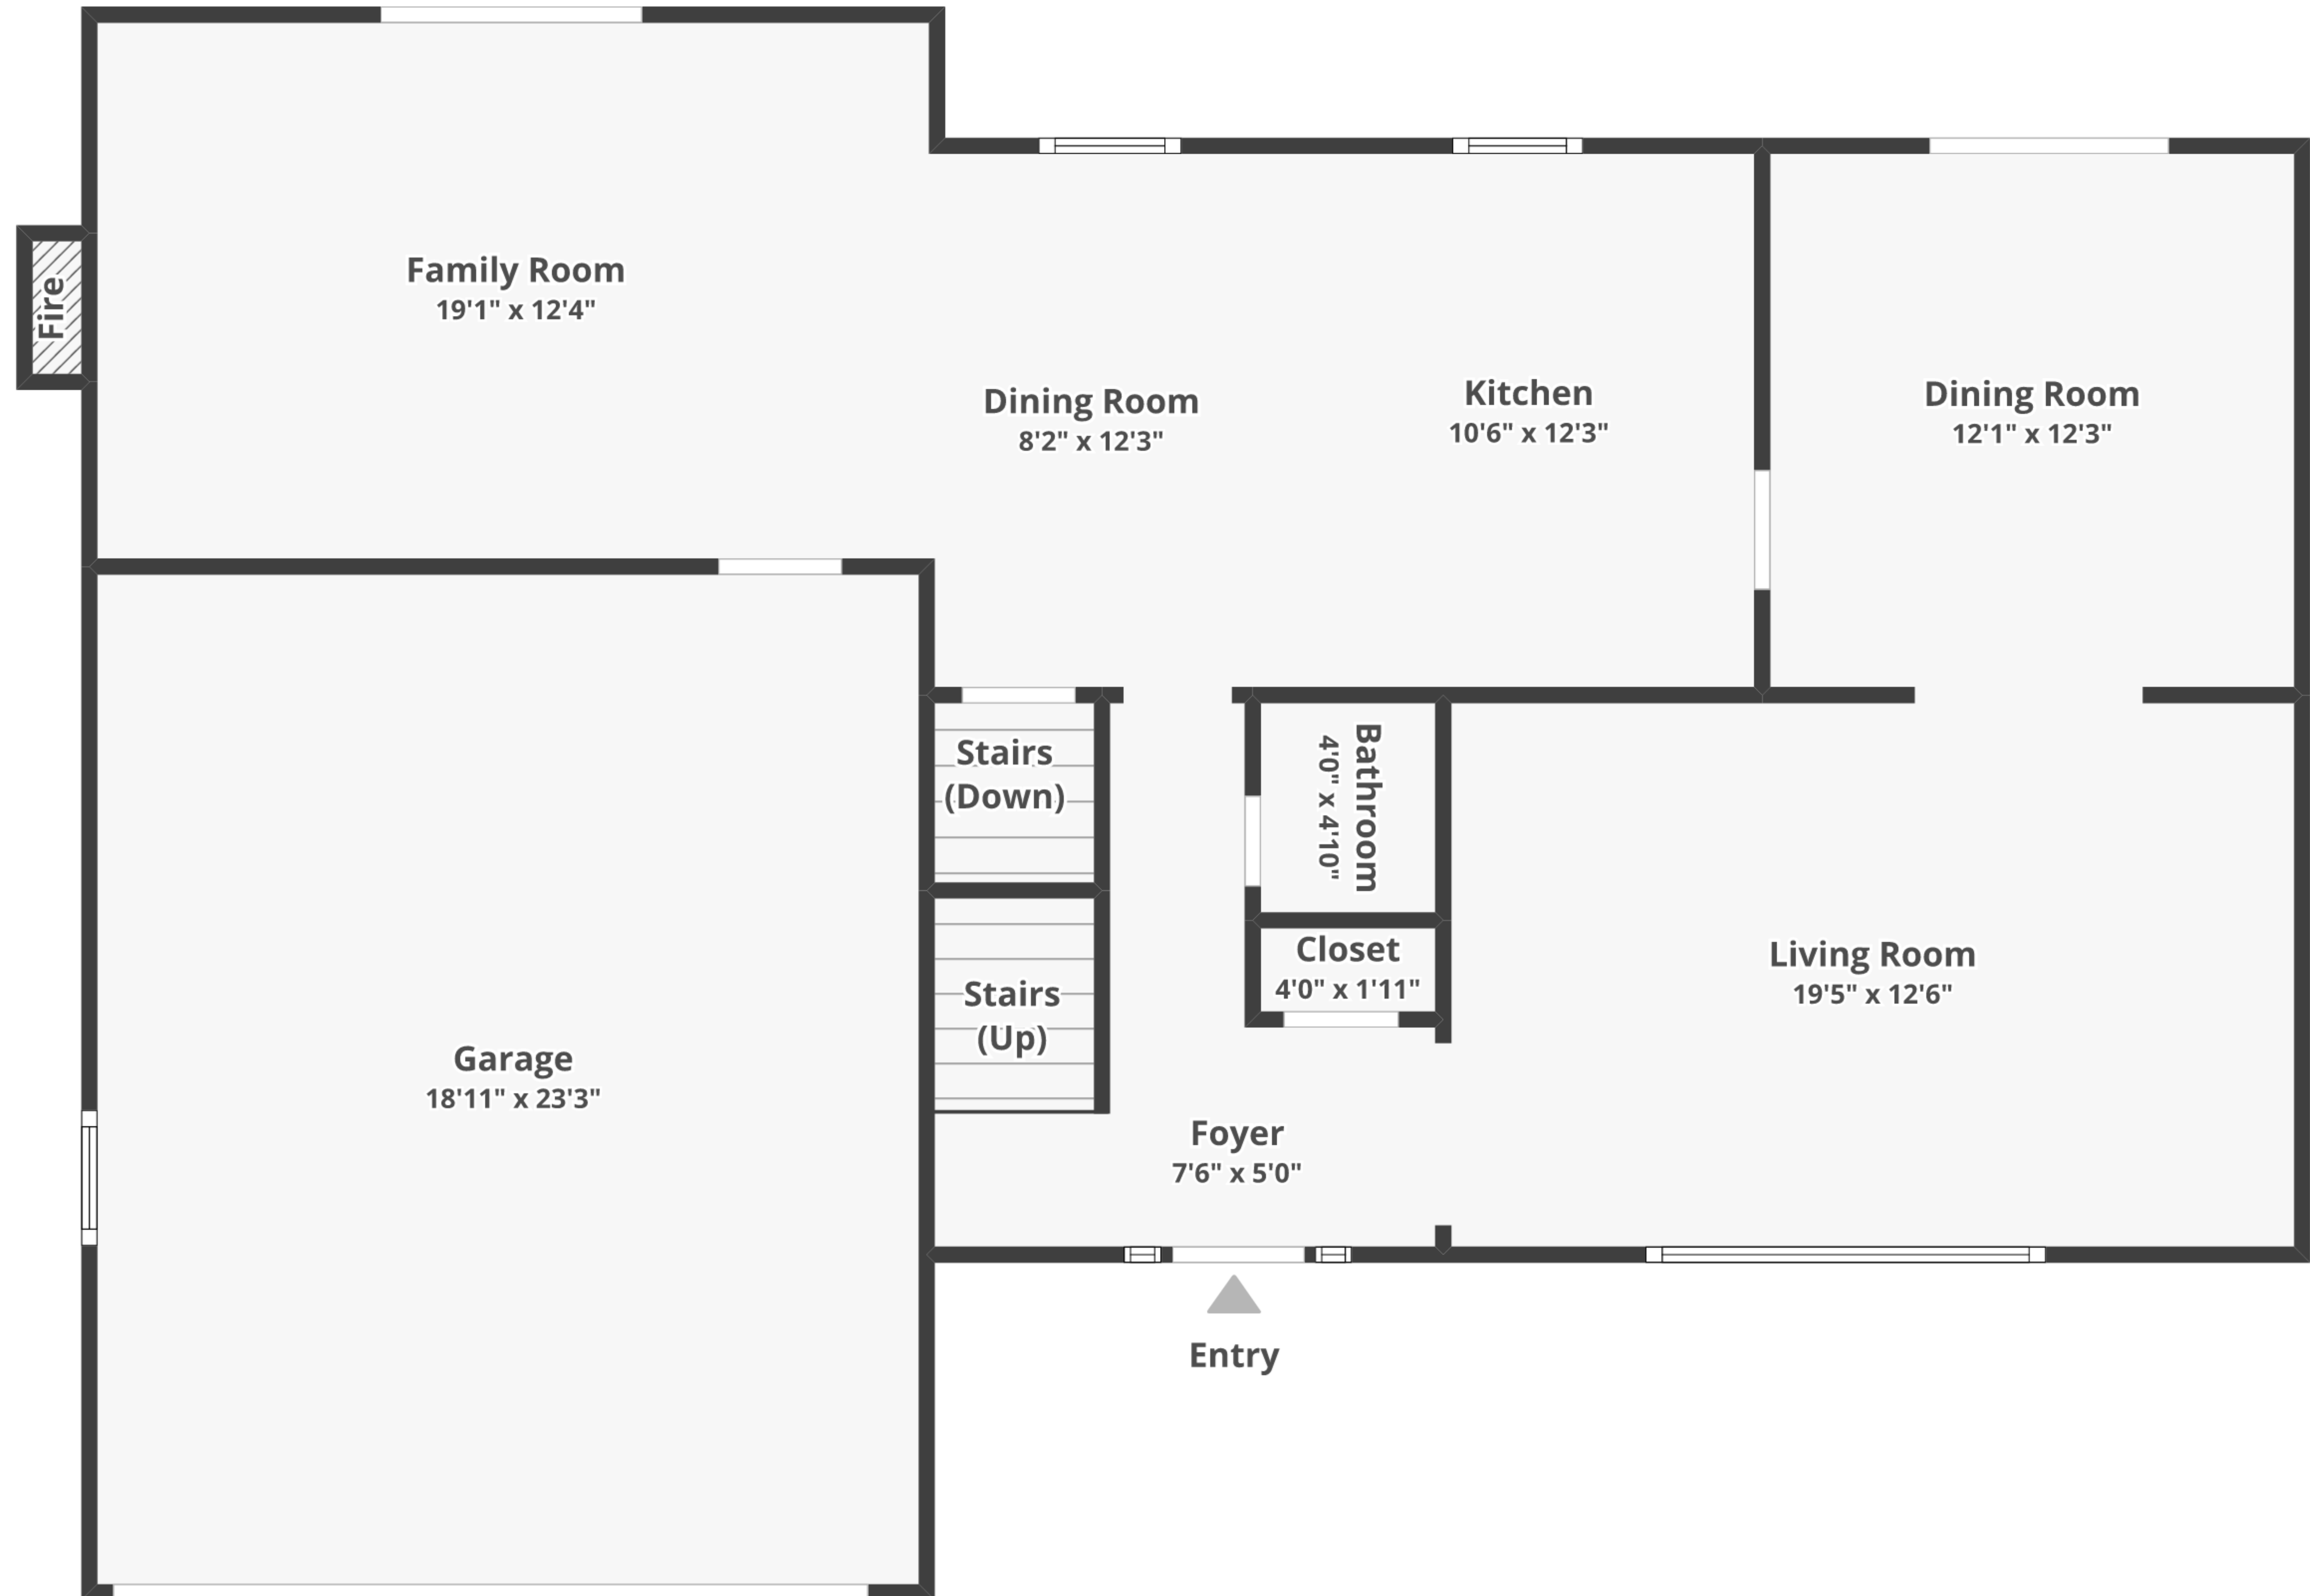 Family Room
19'1" x 12'4"
Fire
Dining Room
8'2" x 12'3"
Kitchen
10'6" x 12'3"
Dining Room
12'1" x 12'3"
Stairs
(Down)
Bathroom
4'0" x 4'10"
Closet
4'0" x 1'11"
Stairs
(Up)
Living Room
19'5" x 12'6"
Garage
18'11" x 23'3"
Foyer
7'6" x 5'0"
Entry